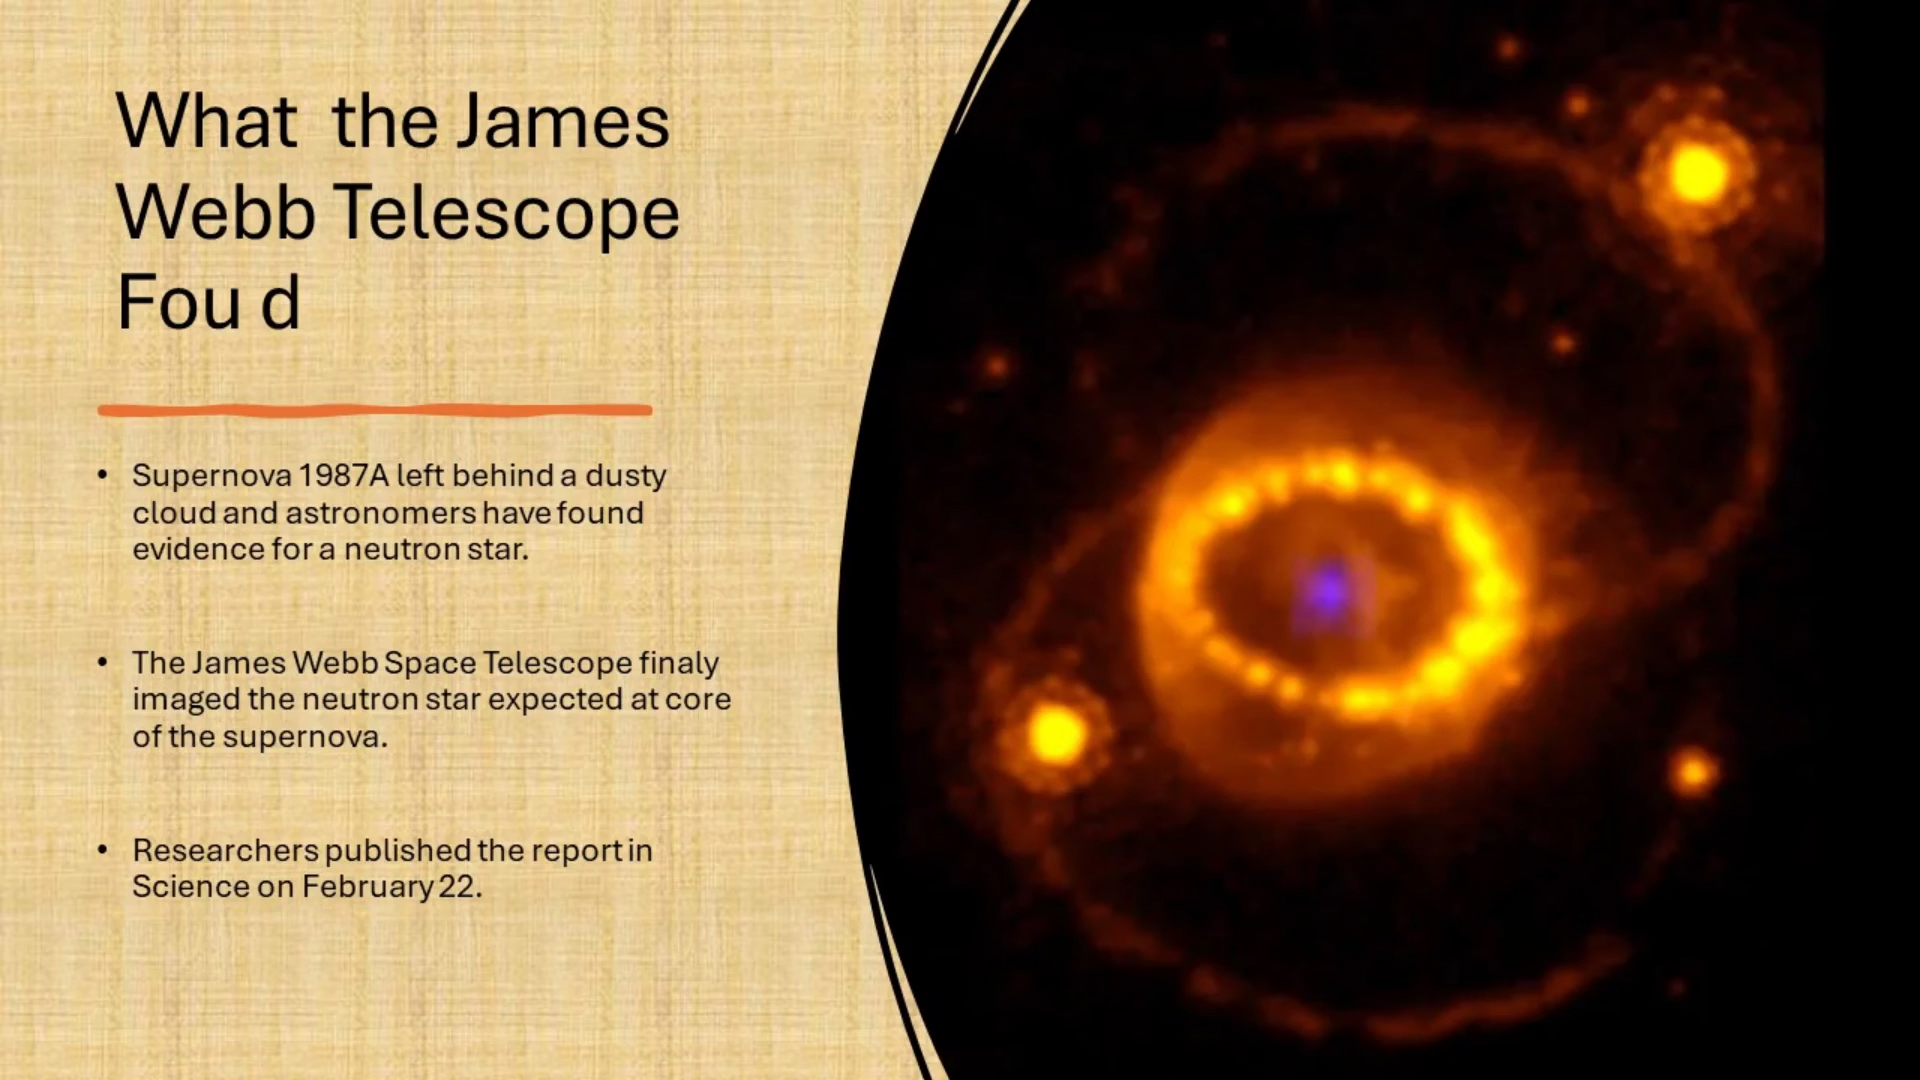 What  the James
Webb Telescope
Fou d
• Supernova 1987A left behind a dusty
cloud and astronomers have found
evidence for a neutron star.
• The James Webb Space Telescope finaly
imaged the neutron star expected at core
of the supernova.
• Researchers published the report in
Science on February 22.